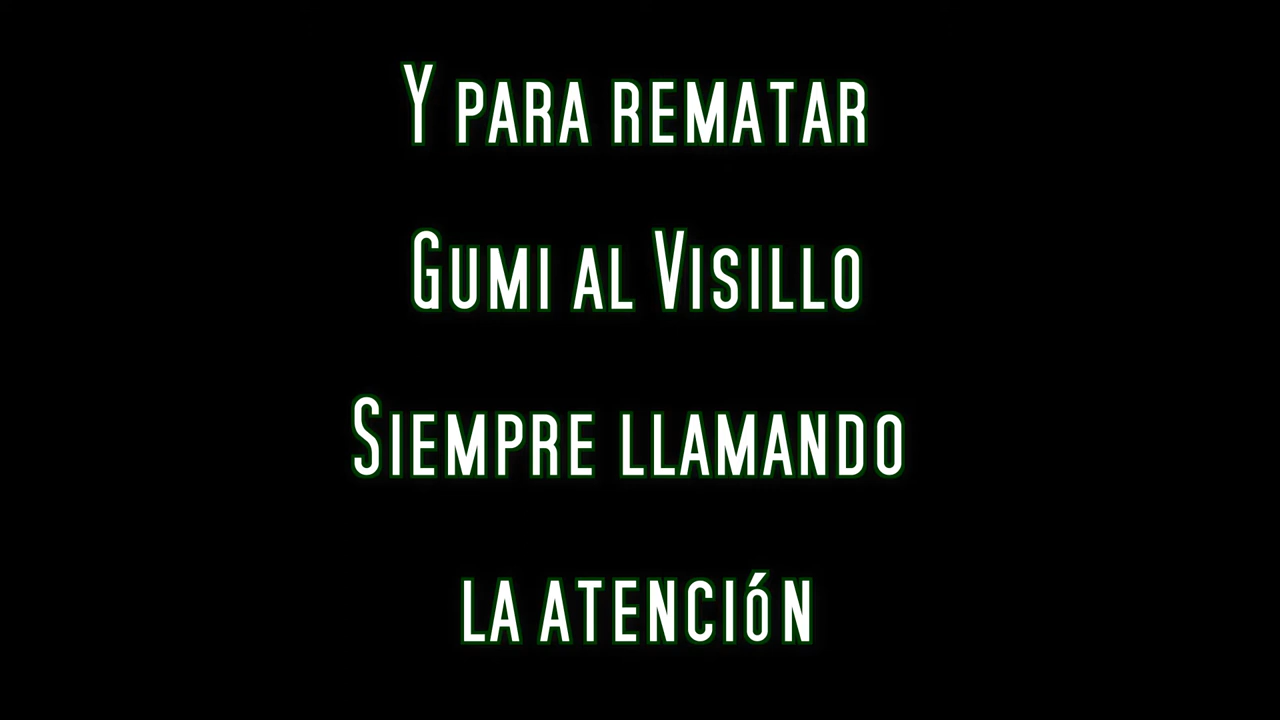 Y para rematar
Gumi al Visillo
Siempre llamando
la atención